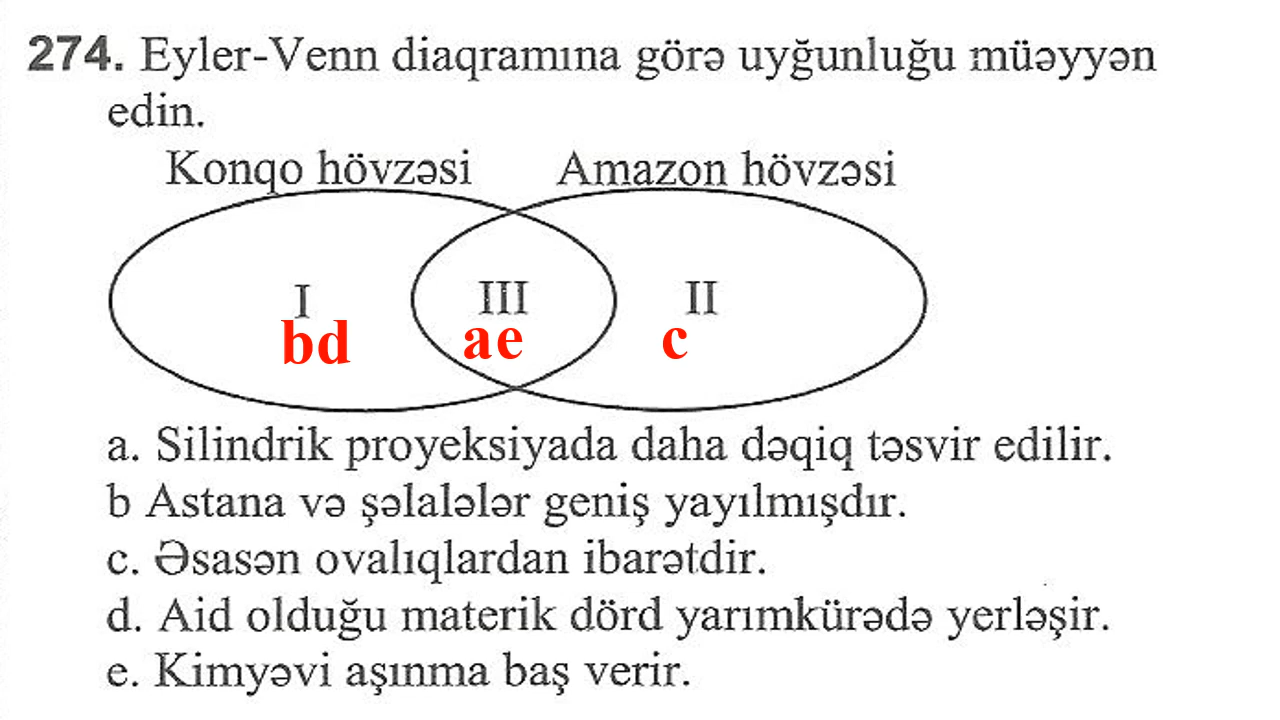 274. Eyler-Venn diaqramına görə uyğunluğu müəyyən
edin.
Konqo hövzəsi Amazon hövzəsi
I III II
bd ae c
a. Silindrik proyeksiyada daha dəqiq təsvir edilir.
b Astana və şəlalələr geniş yayılmışdır.
c. Əsasən ovalıqlardan ibarətdir.
d. Aid olduğu materik dörd yarımkürədə yerləşir.
e. Kimyəvi aşınma baş verir.